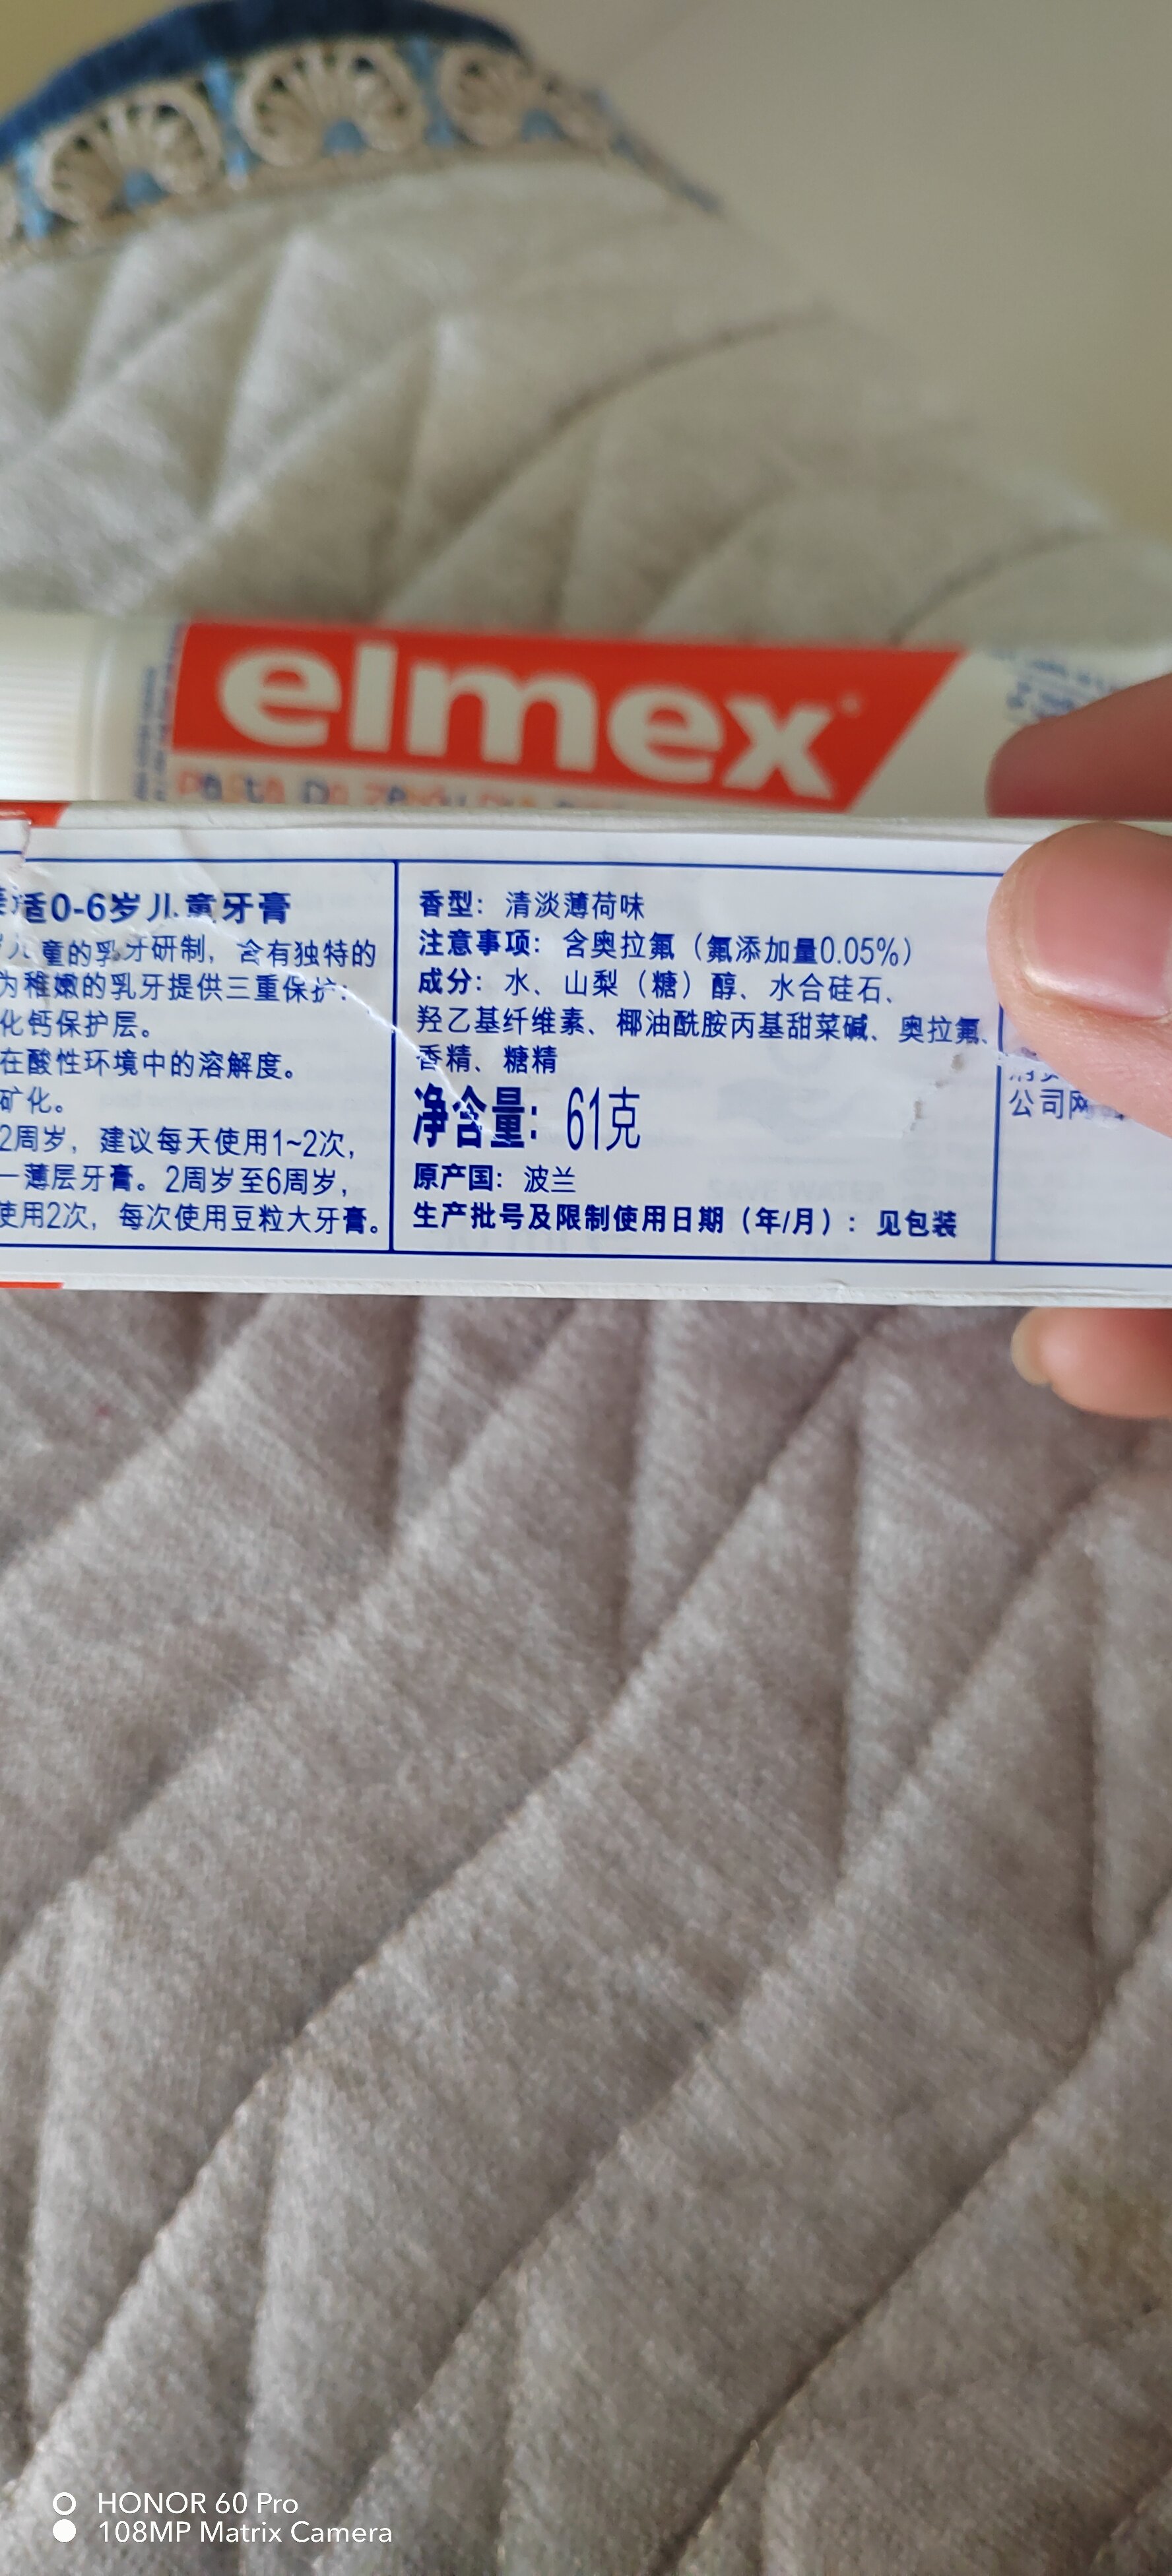 elmex
适0-6岁儿童牙膏
儿童的乳牙研制，含有独特的
为稚嫩的乳牙提供三重保护：
化钙保护层。
在酸性环境中的溶解度。
矿化。
2周岁，建议每天使用1~2次，
一薄层牙膏。2周岁至6周岁，
使用2次，每次使用豆粒大牙膏。
香型：清淡薄荷味
注意事项：含奥拉氟（氟添加量0.05%）
成分：水、山梨（糖）醇、水合硅石、
羟乙基纤维素、椰油酰胺丙基甜菜碱、奥拉氟、
香精、糖精
净含量：61克
原产国：波兰
生产批号及限制使用日期（年/月）：见包装
公司网
HONOR 60 Pro
108MP Matrix Camera